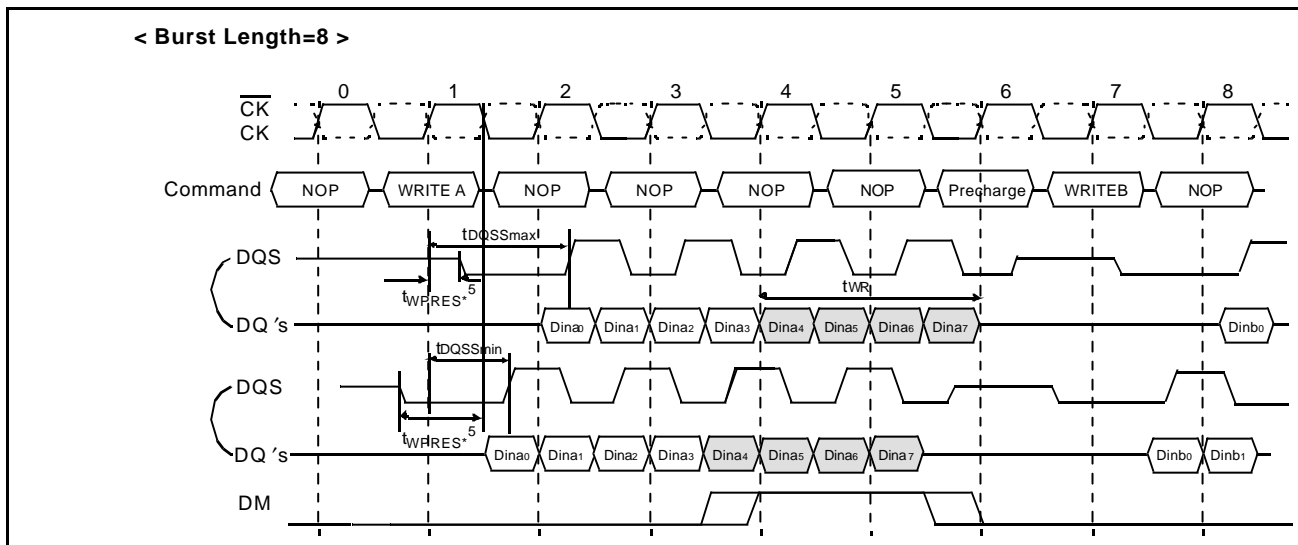 < Burst Length=8 >
0 1 2 3 4 5 6 7 8
CK
CK
Command NOP WRITE A NOP NOP NOP NOP Precharge WRITEB NOP
tDQSSmax
DQS
tWPRES*5
tWR
DQ's Dina0 Dina1 Dina2 Dina3 Dina4 Dina5 Dina6 Dina7 Dinb0
tDQSSmin
DQS
tWPRES*5
DQ's Dina0 Dina1 Dina2 Dina3 Dina4 Dina5 Dina6 Dina7 Dinb0 Dinb1
DM